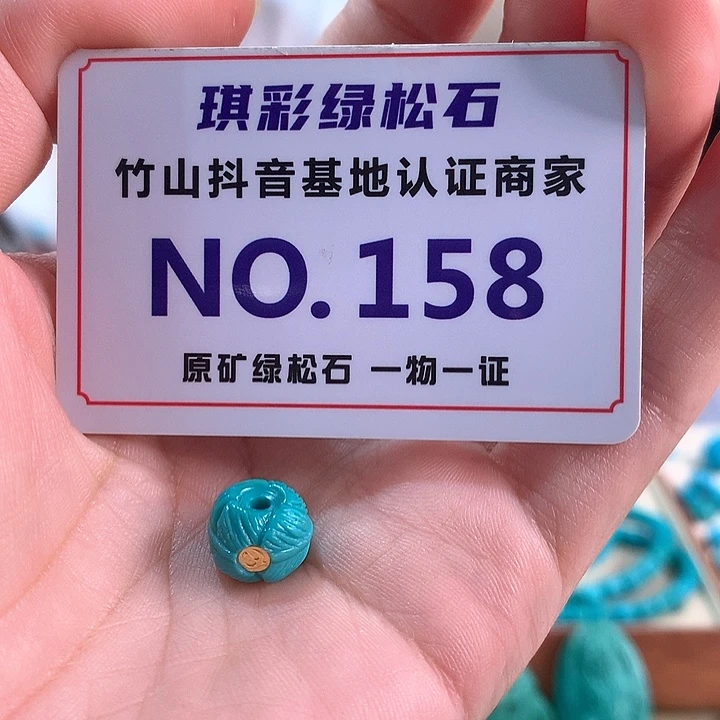 琪彩绿松石
竹山抖音基地认证商家
NO.158
原矿绿松石 一物一证